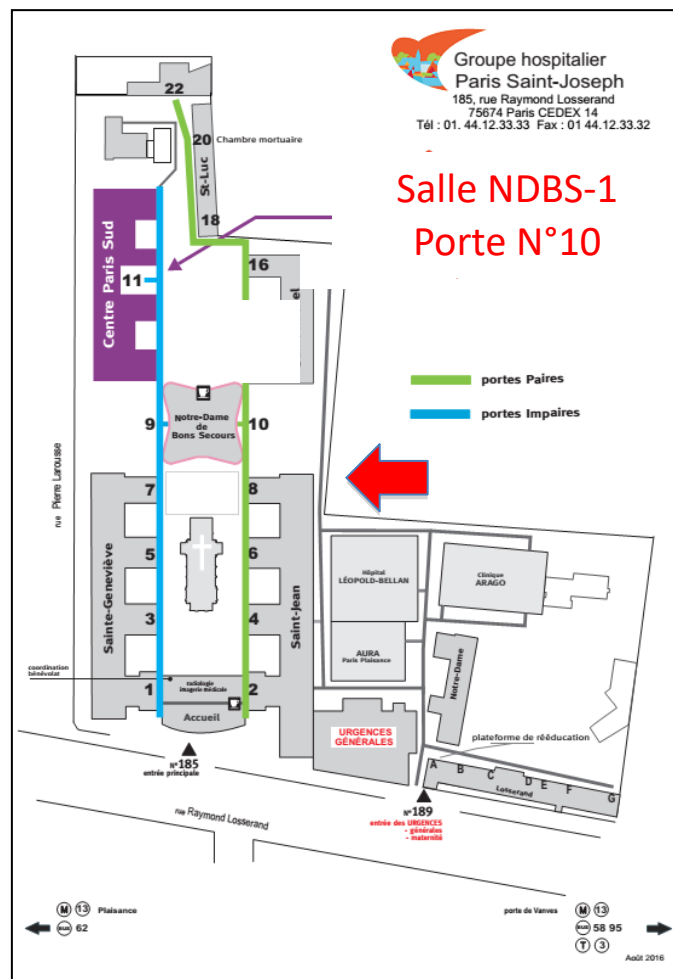 Groupe hospitalier
Paris Saint-Joseph
185, rue Raymond Losserand
75674 Paris CEDEX 14
Tél : 01. 44.12.33.33 Fax : 01 44.12.33.32
Salle NDBS-1
Porte N°10
22
20 Chambre mortuaire
St-Luc
18
16
Centre Paris Sud
11
el
portes Paires
portes Impaires
9
Notre-Dame
de
Bons Secours
10
rue Pierre Larousse
7
8
5
6
3
4
1
2
Sainte-Geneviève
Saint-Jean
Hôpital
LÉOPOLD-BELLAN
Clinique
ARAGO
AURA
Paris Plaisance
Notre-Dame
coordination
bénévolat
radiologie
imagerie médicale
Accueil
URGENCES
GÉNÉRALES
plateforme de rééducation
A
B
C
D
E
F
G
Losserand
N°185
entrée principale
N°189
entrée des URGENCES
- générales
- maternité
rue Raymond Losserand
M 13 Plaisance
BUS 62
porte de Vanves M 13
BUS 58 95
T 3
Août 2016